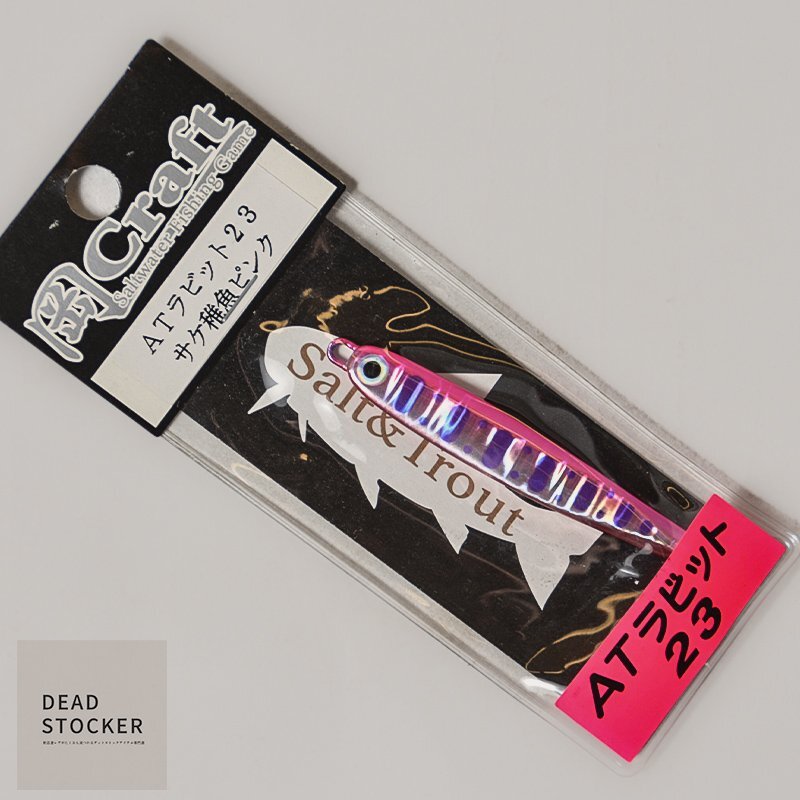 岡Craft
Saltwater Fishing Game
ATラビット23
サケ稚魚ピンク
Salt&Trout
ATラビット
23
DEAD
STOCKER